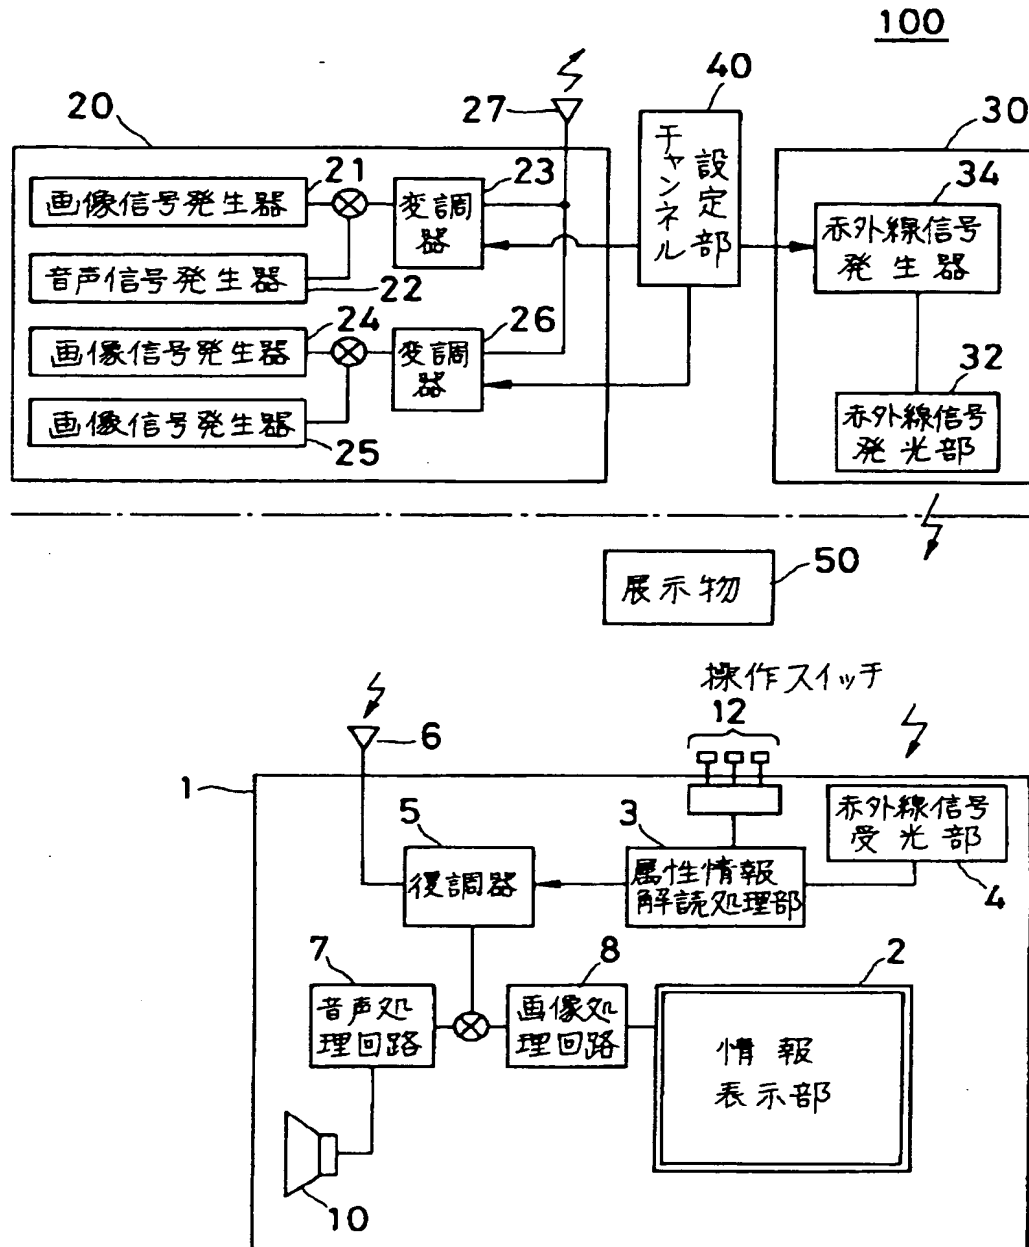 100
20
27
40
30
21
画像信号発生器
23
変調
器
チャンネル
設定部
34
赤外線信号
発生器
音声信号発生器
22
24
画像信号発生器
26
変調
器
32
赤外線信号
発光部
画像信号発生器
25
50
展示物
操作スイッチ
12
6
1
5
復調器
3
属性情報
解読処理部
赤外線信号
受光部
4
7
音声処
理回路
8
画像処
理回路
2
情報
表示部
10